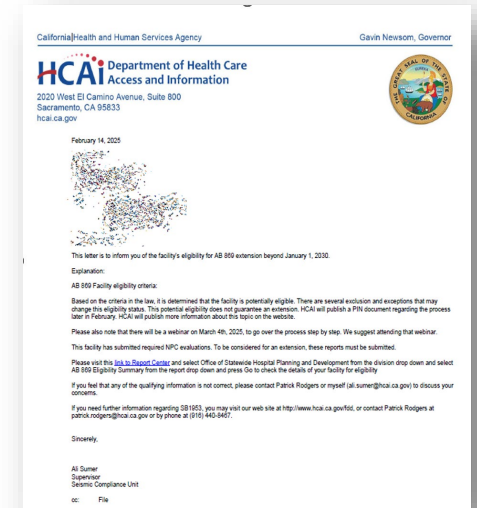 California|Health and Human Services Agency Gavin Newsom, Governor
HCAi Department of Health Care
Access and Information
2020 West El Camino Avenue, Suite 800
Sacramento, CA 95833
hcai.ca.gov
THE GREAT SEAL OF THE STATE OF CALIFORNIA
February 14, 2025
This letter is to inform you of the facility's eligibility for AB 869 extension beyond January 1, 2030.
Explanation:
AB 869 Facility eligibility criteria:
Based on the criteria in the law, it is determined that the facility is potentially eligible. There are several exclusion and exceptions that may
change this eligibility status. This potential eligibility does not guarantee an extension. HCAI will publish a PIN document regarding the process
later in February. HCAI will publish more information about this topic on the website.
Please also note that there will be a webinar on March 4th, 2025, to go over the process step by step. We suggest attending that webinar.
This facility has submitted required NPC evaluations. To be considered for an extension, these reports must be submitted.
Please visit this link to Report Center and select Office of Statewide Hospital Planning and Development from the division drop down and select
AB 869 Eligibility Summary from the report drop down and press Go to check the details of your facility for eligibility
If you feel that any of the qualifying information is not correct, please contact Patrick Rodgers or myself (ali.sumer@hcai.ca.gov) to discuss your
concerns.
If you need further information regarding SB1953, you may visit our web site at http://www.hcai.ca.gov/fdd, or contact Patrick Rodgers at
patrick.rodgers@hcai.ca.gov or by phone at (916) 440-8467.
Sincerely,
Ali Sumer
Supervisor
Seismic Compliance Unit
cc: File